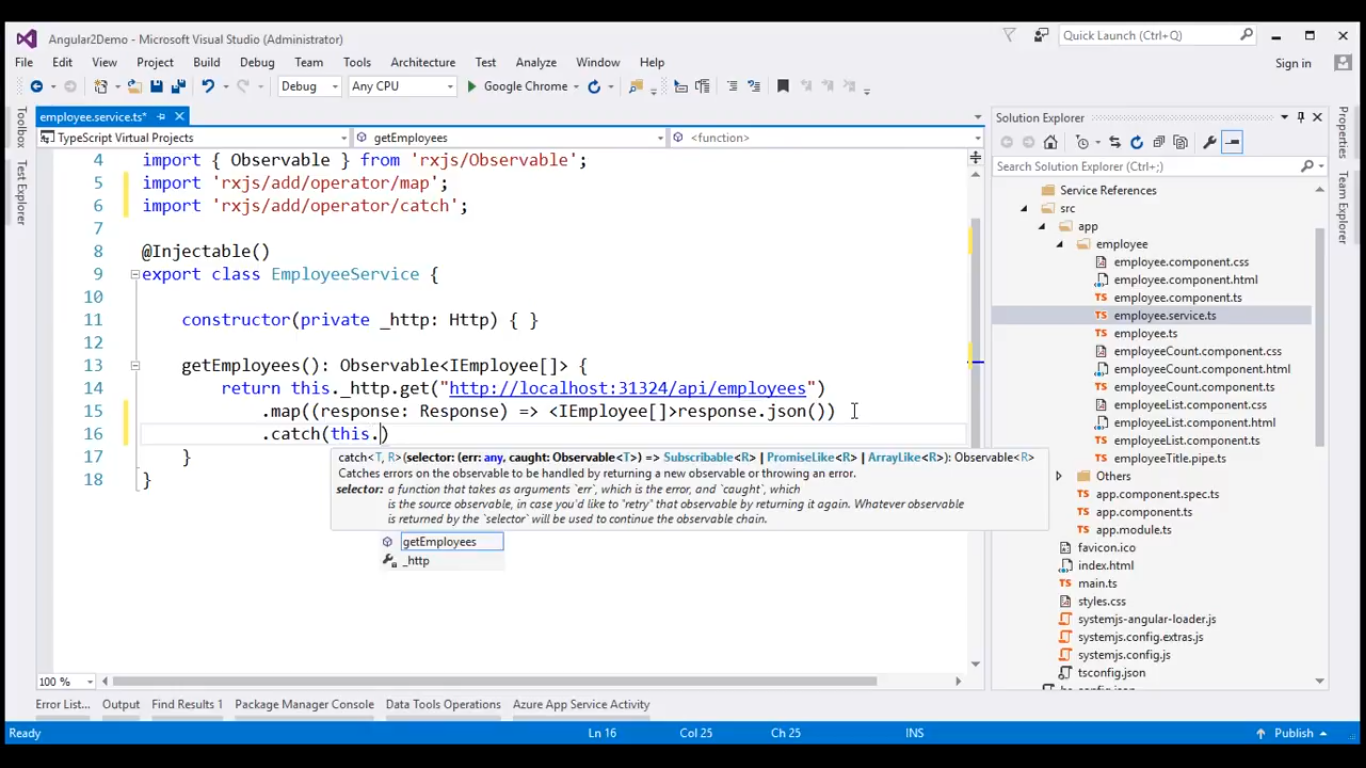 Angular2Demo - Microsoft Visual Studio (Administrator)
Quick Launch (Ctrl+Q)
File Edit View Project Build Debug Team Tools Architecture Test Analyze Window Help
Sign in
Debug Any CPU Google Chrome
Toolbox
Test Explorer
employee.service.ts*
TypeScript Virtual Projects getEmployees <function>
4 import { Observable } from 'rxjs/Observable';
5 import 'rxjs/add/operator/map';
6 import 'rxjs/add/operator/catch';
7
8 @Injectable()
9 export class EmployeeService {
10
11 constructor(private _http: Http) { }
12
13 getEmployees(): Observable<IEmployee[]> {
14 return this._http.get("http://localhost:31324/api/employees")
15 .map((response: Response) => <IEmployee[]>response.json())
16 .catch(this.)
17 }
18 }
catch<T, R>(selector: (err: any, caught: Observable<T>) => Subscribable<R> | PromiseLike<R> | ArrayLike<R>): Observable<R>
Catches errors on the observable to be handled by returning a new observable or throwing an error.
selector: a function that takes as arguments `err`, which is the error, and `caught`, which
is the source observable, in case you'd like to "retry" that observable by returning it again. Whatever observable
is returned by the `selector` will be used to continue the observable chain.
getEmployees
_http
100 %
Solution Explorer
Search Solution Explorer (Ctrl+;)
Service References
src
app
employee
employee.component.css
employee.component.html
employee.component.ts
employee.service.ts
employee.ts
employeeCount.component.css
employeeCount.component.html
employeeCount.component.ts
employeeList.component.css
employeeList.component.html
employeeList.component.ts
employeeTitle.pipe.ts
Others
app.component.spec.ts
app.component.ts
app.module.ts
favicon.ico
index.html
main.ts
styles.css
systemjs-angular-loader.js
systemjs.config.extras.js
systemjs.config.js
tsconfig.json
Properties
Team Explorer
Error List... Output Find Results 1 Package Manager Console Data Tools Operations Azure App Service Activity
Ready Ln 16 Col 25 Ch 25 INS Publish